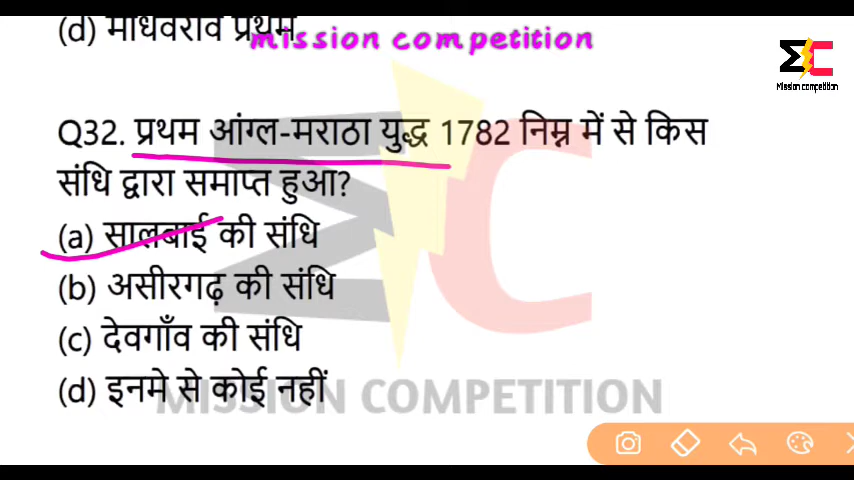 (d) माधवराव प्रथम
mission competition
Mission competition
Q32. प्रथम आंग्ल-मराठा युद्ध 1782 निम्न में से किस
संधि द्वारा समाप्त हुआ?
(a) सालबाई की संधि
(b) असीरगढ़ की संधि
(c) देवगाँव की संधि
(d) इनमे से कोई नहीं
MISSION COMPETITION